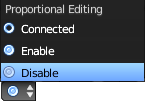 Proportional Editing
Connected
Enable
Disable